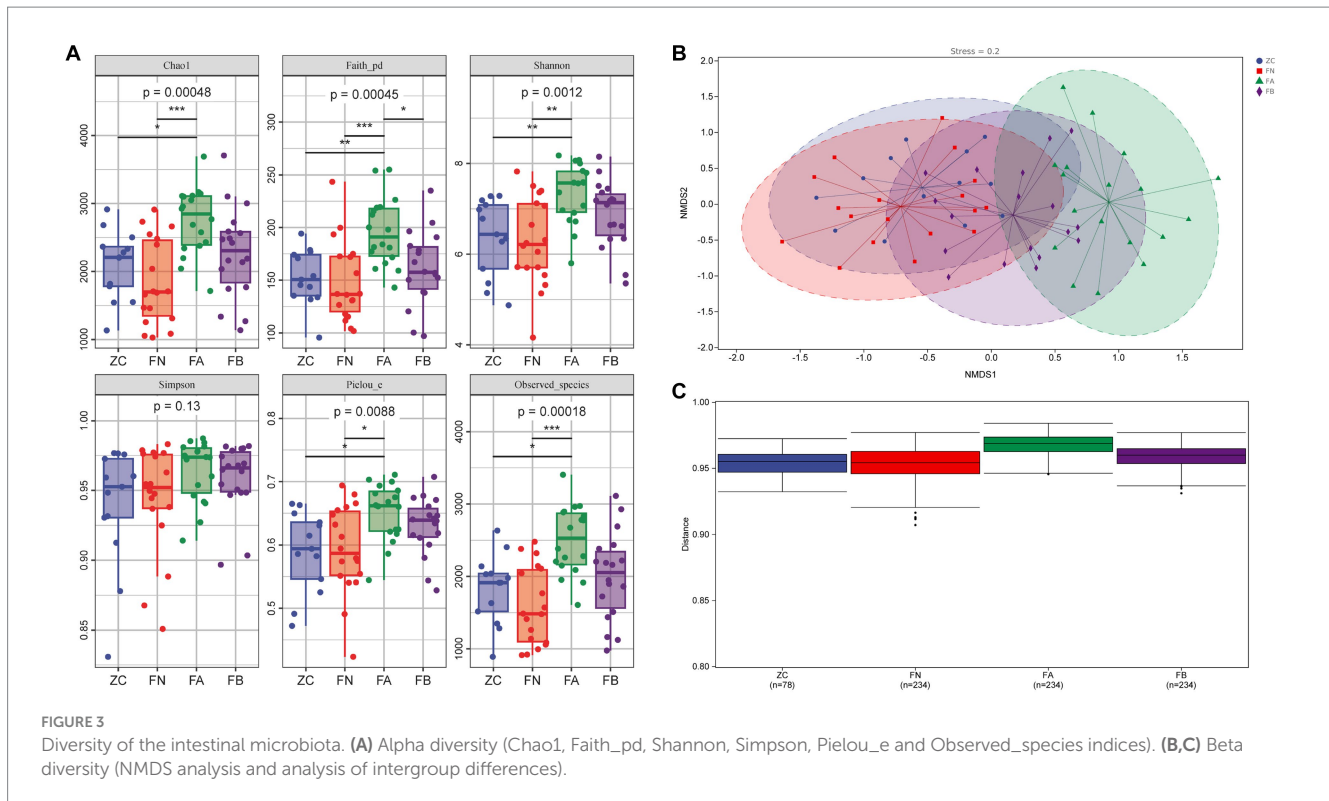 A
Chao1
p = 0.00048
***
*
4000
3000
2000
1000
ZC FN FA FB
Faith_pd
p = 0.00045
*
***
**
300
250
200
150
100
ZC FN FA FB
Shannon
p = 0.0012
**
**
8
6
4
ZC FN FA FB
Simpson
p = 0.13
1.00
0.95
0.90
0.85
ZC FN FA FB
Pielou_e
p = 0.0088
*
*
0.8
0.7
0.6
0.5
ZC FN FA FB
Observed_species
p = 0.00018
***
*
4000
3000
2000
1000
ZC FN FA FB
B
Stress = 0.2
ZC
FN
FA
FB
NMDS2
2.0
1.5
1.0
0.5
0.0
-0.5
-1.0
-1.5
-2.0
-2.0 -1.5 -1.0 -0.5 0.0 0.5 1.0 1.5
NMDS1
C
Distance
1.00
0.95
0.90
0.85
0.80
ZC FN FA FB
(n=78) (n=234) (n=234) (n=234)
FIGURE 3
Diversity of the intestinal microbiota. (A) Alpha diversity (Chao1, Faith_pd, Shannon, Simpson, Pielou_e and Observed_species indices). (B,C) Beta
diversity (NMDS analysis and analysis of intergroup differences).